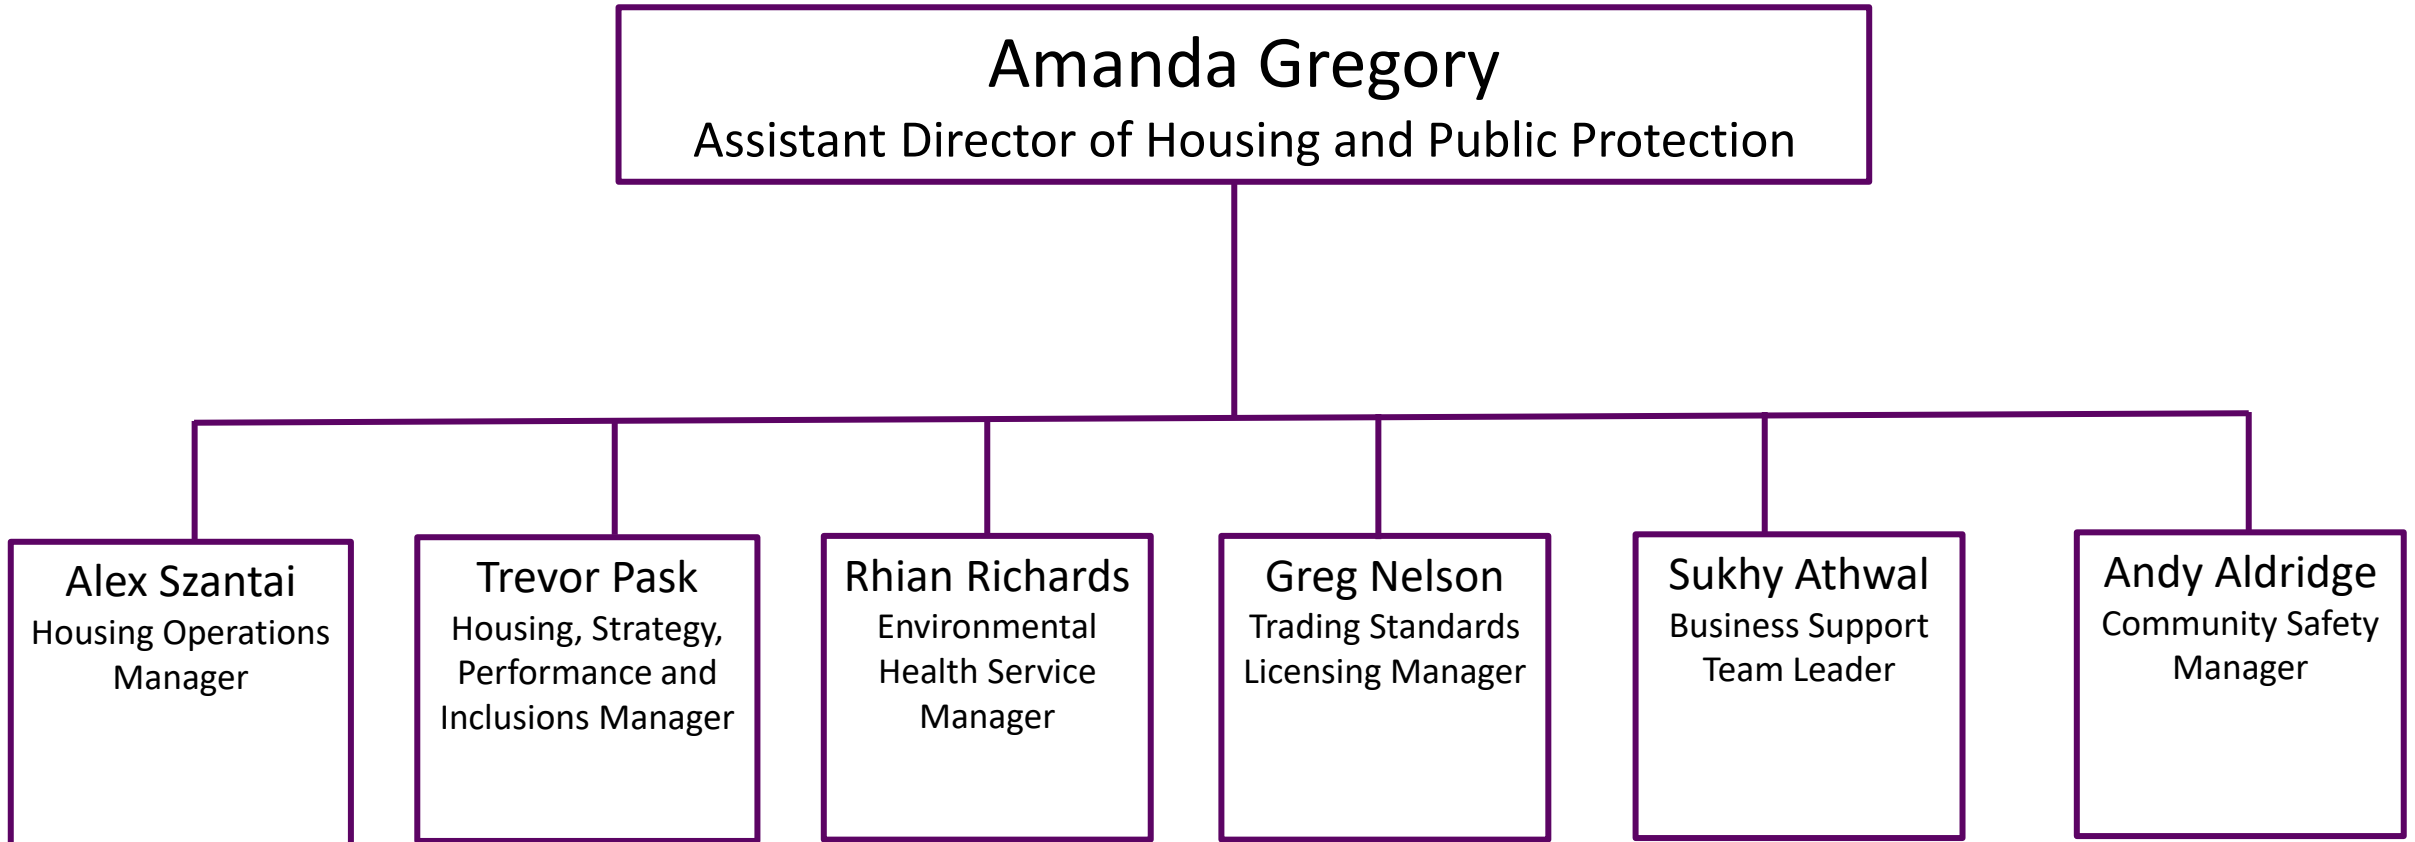 Amanda Gregory
Assistant Director of Housing and Public Protection
Alex Szantai
Housing Operations
Manager
Trevor Pask
Housing, Strategy,
Performance and
Inclusions Manager
Rhian Richards
Environmental
Health Service
Manager
Greg Nelson
Trading Standards
Licensing Manager
Sukhy Athwal
Business Support
Team Leader
Andy Aldridge
Community Safety
Manager